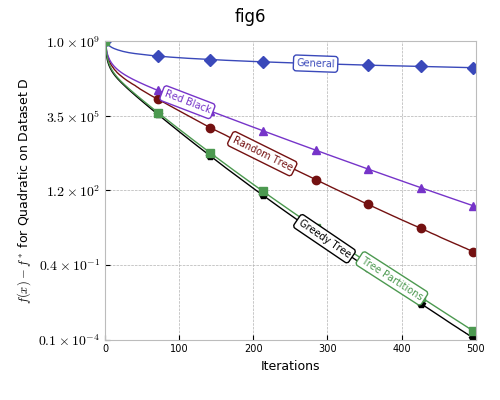 fig6
1.0 × 10⁹
3.5 × 10⁵
1.2 × 10²
0.4 × 10⁻¹
0.1 × 10⁻⁴
f(x) − f* for Quadratic on Dataset D
General
Red Black
Random Tree
Greedy Tree
Tree Partitions
0 100 200 300 400 500
Iterations